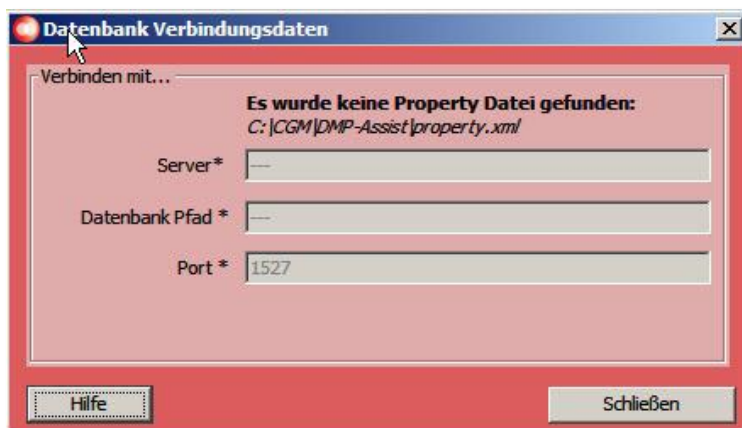 Datenbank Verbindungsdaten
Verbinden mit...
Es wurde keine Property Datei gefunden:
C:\CGM\DMP-Assist\property.xml
Server* ---
Datenbank Pfad * ---
Port * 1527
Hilfe Schließen